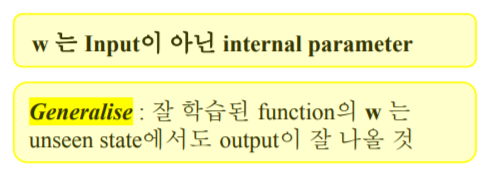 w 는 Input이 아닌 internal parameter
Generalise : 잘 학습된 function의 w 는
unseen state에서도 output이 잘 나올 것